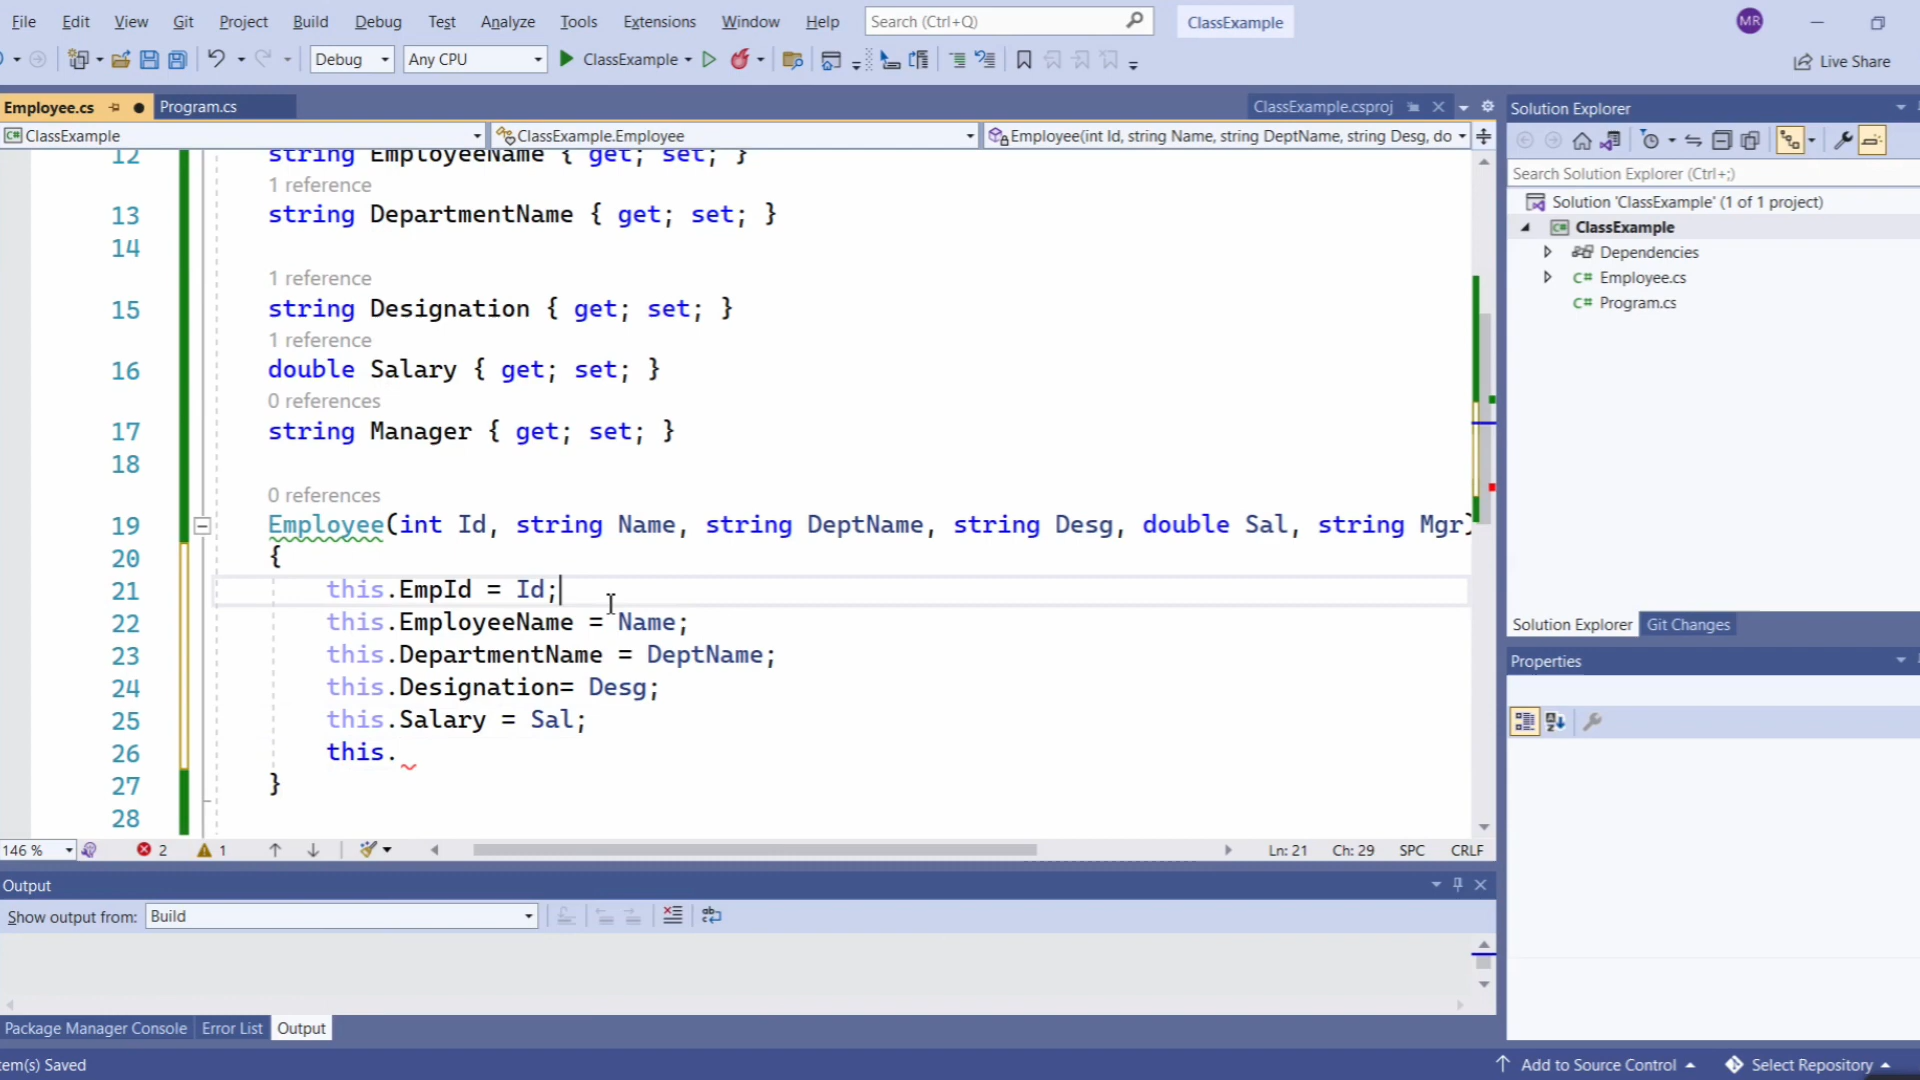 File Edit View Git Project Build Debug Test Analyze Tools Extensions Window Help Search (Ctrl+Q) ClassExample MR
Debug Any CPU ClassExample Live Share
Employee.cs Program.cs ClassExample.csproj
ClassExample ClassExample.Employee Employee(int Id, string Name, string DeptName, string Desg, do
12 string EmployeeName { get; set; }
1 reference
13 string DepartmentName { get; set; }
14
1 reference
15 string Designation { get; set; }
1 reference
16 double Salary { get; set; }
0 references
17 string Manager { get; set; }
18
0 references
19 Employee(int Id, string Name, string DeptName, string Desg, double Sal, string Mgr)
20 {
21 this.EmpId = Id;
22 this.EmployeeName = Name;
23 this.DepartmentName = DeptName;
24 this.Designation= Desg;
25 this.Salary = Sal;
26 this.
27 }
28
146 % 2 1 Ln: 21 Ch: 29 SPC CRLF
Output
Show output from: Build
Package Manager Console Error List Output
em(s) Saved
Solution Explorer
Search Solution Explorer (Ctrl+;)
Solution 'ClassExample' (1 of 1 project)
ClassExample
Dependencies
C# Employee.cs
C# Program.cs
Solution Explorer Git Changes
Properties
Add to Source Control Select Repository